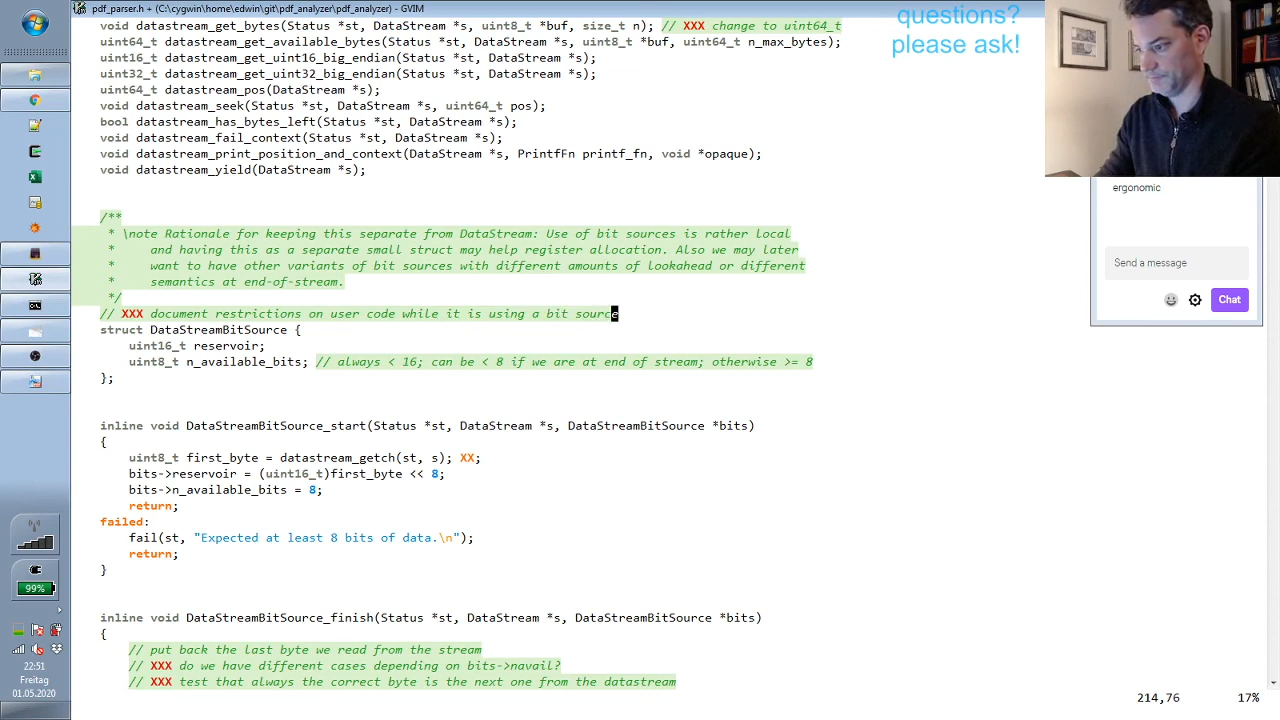 pdf_parser.h + (C:\cygwin\home\edwin\git\pdf_analyzer\pdf_analyzer) - GVIM
void datastream_get_bytes(Status *st, DataStream *s, uint8_t *buf, size_t n); // XXX change to uint64_t
uint64_t datastream_get_available_bytes(Status *st, DataStream *s, uint8_t *buf, uint64_t n_max_bytes);
uint16_t datastream_get_uint16_big_endian(Status *st, DataStream *s);
uint32_t datastream_get_uint32_big_endian(Status *st, DataStream *s);
uint64_t datastream_pos(DataStream *s);
void datastream_seek(Status *st, DataStream *s, uint64_t pos);
bool datastream_has_bytes_left(Status *st, DataStream *s);
void datastream_fail_context(Status *st, DataStream *s);
void datastream_print_position_and_context(DataStream *s, PrintfFn printf_fn, void *opaque);
void datastream_yield(DataStream *s);
/**
* \note Rationale for keeping this separate from DataStream: Use of bit sources is rather local
* and having this as a separate small struct may help register allocation. Also we may later
* want to have other variants of bit sources with different amounts of lookahead or different
* semantics at end-of-stream.
*/
// XXX document restrictions on user code while it is using a bit source
struct DataStreamBitSource {
uint16_t reservoir;
uint8_t n_available_bits; // always < 16; can be < 8 if we are at end of stream; otherwise >= 8
};
inline void DataStreamBitSource_start(Status *st, DataStream *s, DataStreamBitSource *bits)
{
uint8_t first_byte = datastream_getch(st, s); XX;
bits->reservoir = (uint16_t)first_byte << 8;
bits->n_available_bits = 8;
return;
failed:
fail(st, "Expected at least 8 bits of data.\n");
return;
}
inline void DataStreamBitSource_finish(Status *st, DataStream *s, DataStreamBitSource *bits)
{
// put back the last byte we read from the stream
// XXX do we have different cases depending on bits->navail?
// XXX test that always the correct byte is the next one from the datastream
214,76 17%
questions?
please ask!
ergonomic
Send a message
Chat
99%
22:51
Freitag
01.05.2020